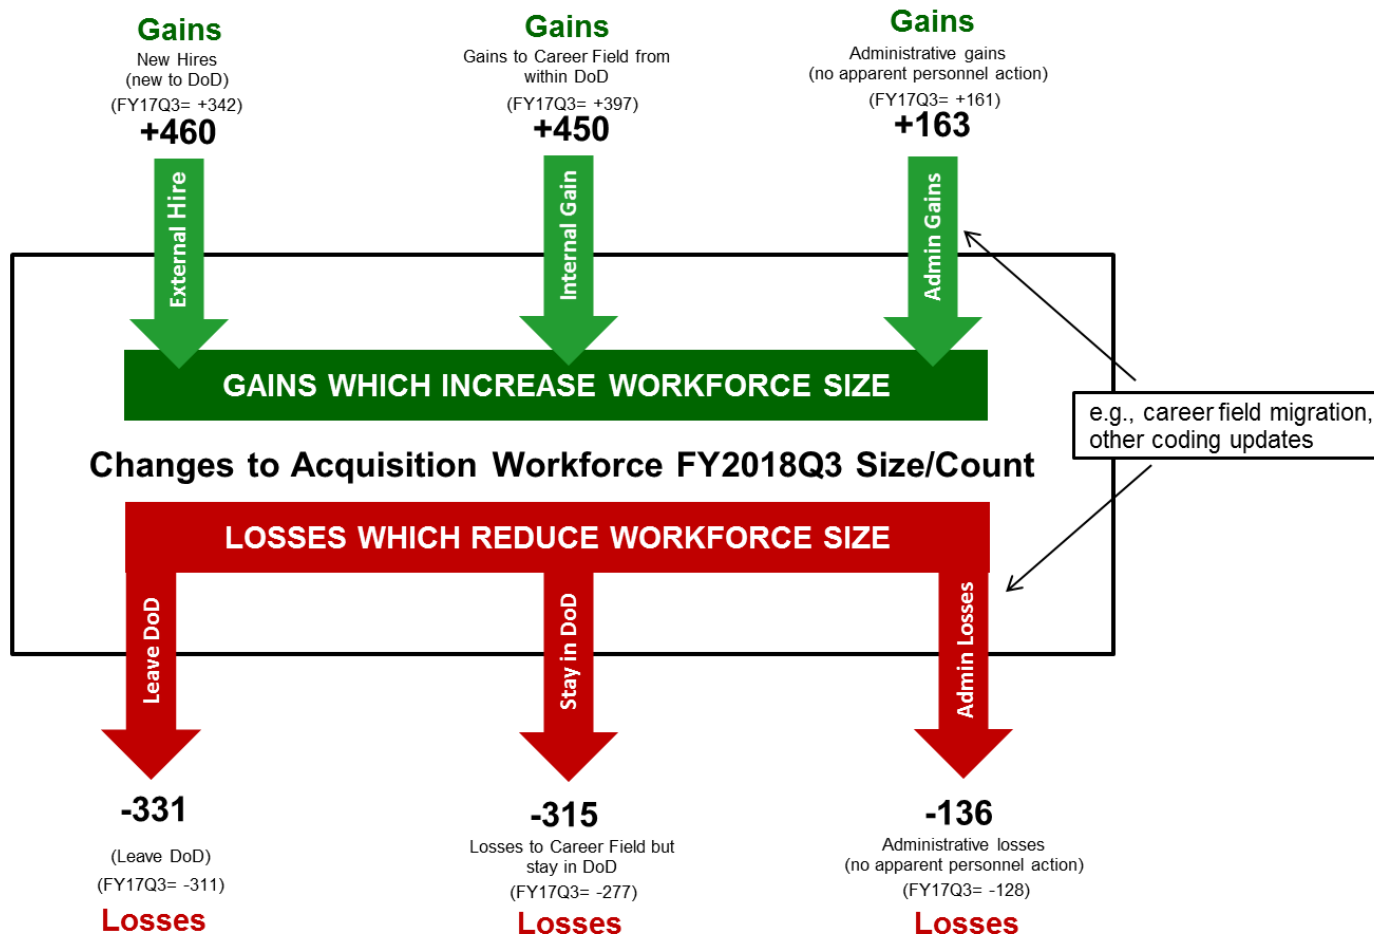 Gains
New Hires
(new to DoD)
(FY17Q3= +342)
+460
Gains
Gains to Career Field from
within DoD
(FY17Q3= +397)
+450
Gains
Administrative gains
(no apparent personnel action)
(FY17Q3= +161)
+163
External Hire
Internal Gain
Admin Gains
GAINS WHICH INCREASE WORKFORCE SIZE
e.g., career field migration,
other coding updates
Changes to Acquisition Workforce FY2018Q3 Size/Count
LOSSES WHICH REDUCE WORKFORCE SIZE
Leave DoD
Stay in DoD
Admin Losses
-331
(Leave DoD)
(FY17Q3= -311)
Losses
-315
Losses to Career Field but
stay in DoD
(FY17Q3= -277)
Losses
-136
Administrative losses
(no apparent personnel action)
(FY17Q3= -128)
Losses